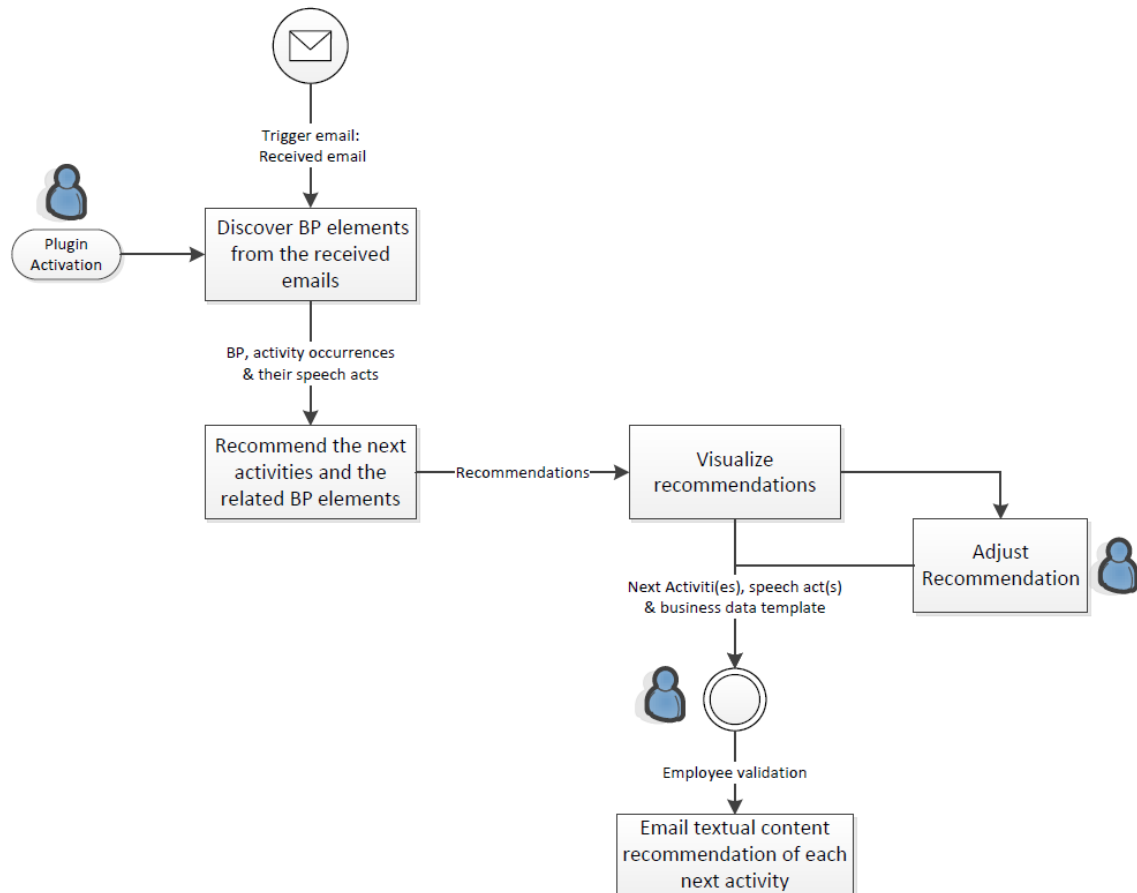 Trigger email:
Received email
Plugin
Activation
Discover BP elements
from the received
emails
BP, activity occurrences
& their speech acts
Recommend the next
activities and the
related BP elements
Recommendations
Visualize
recommendations
Adjust
Recommendation
Next Activiti(es), speech act(s)
& business data template
Employee validation
Email textual content
recommendation of each
next activity